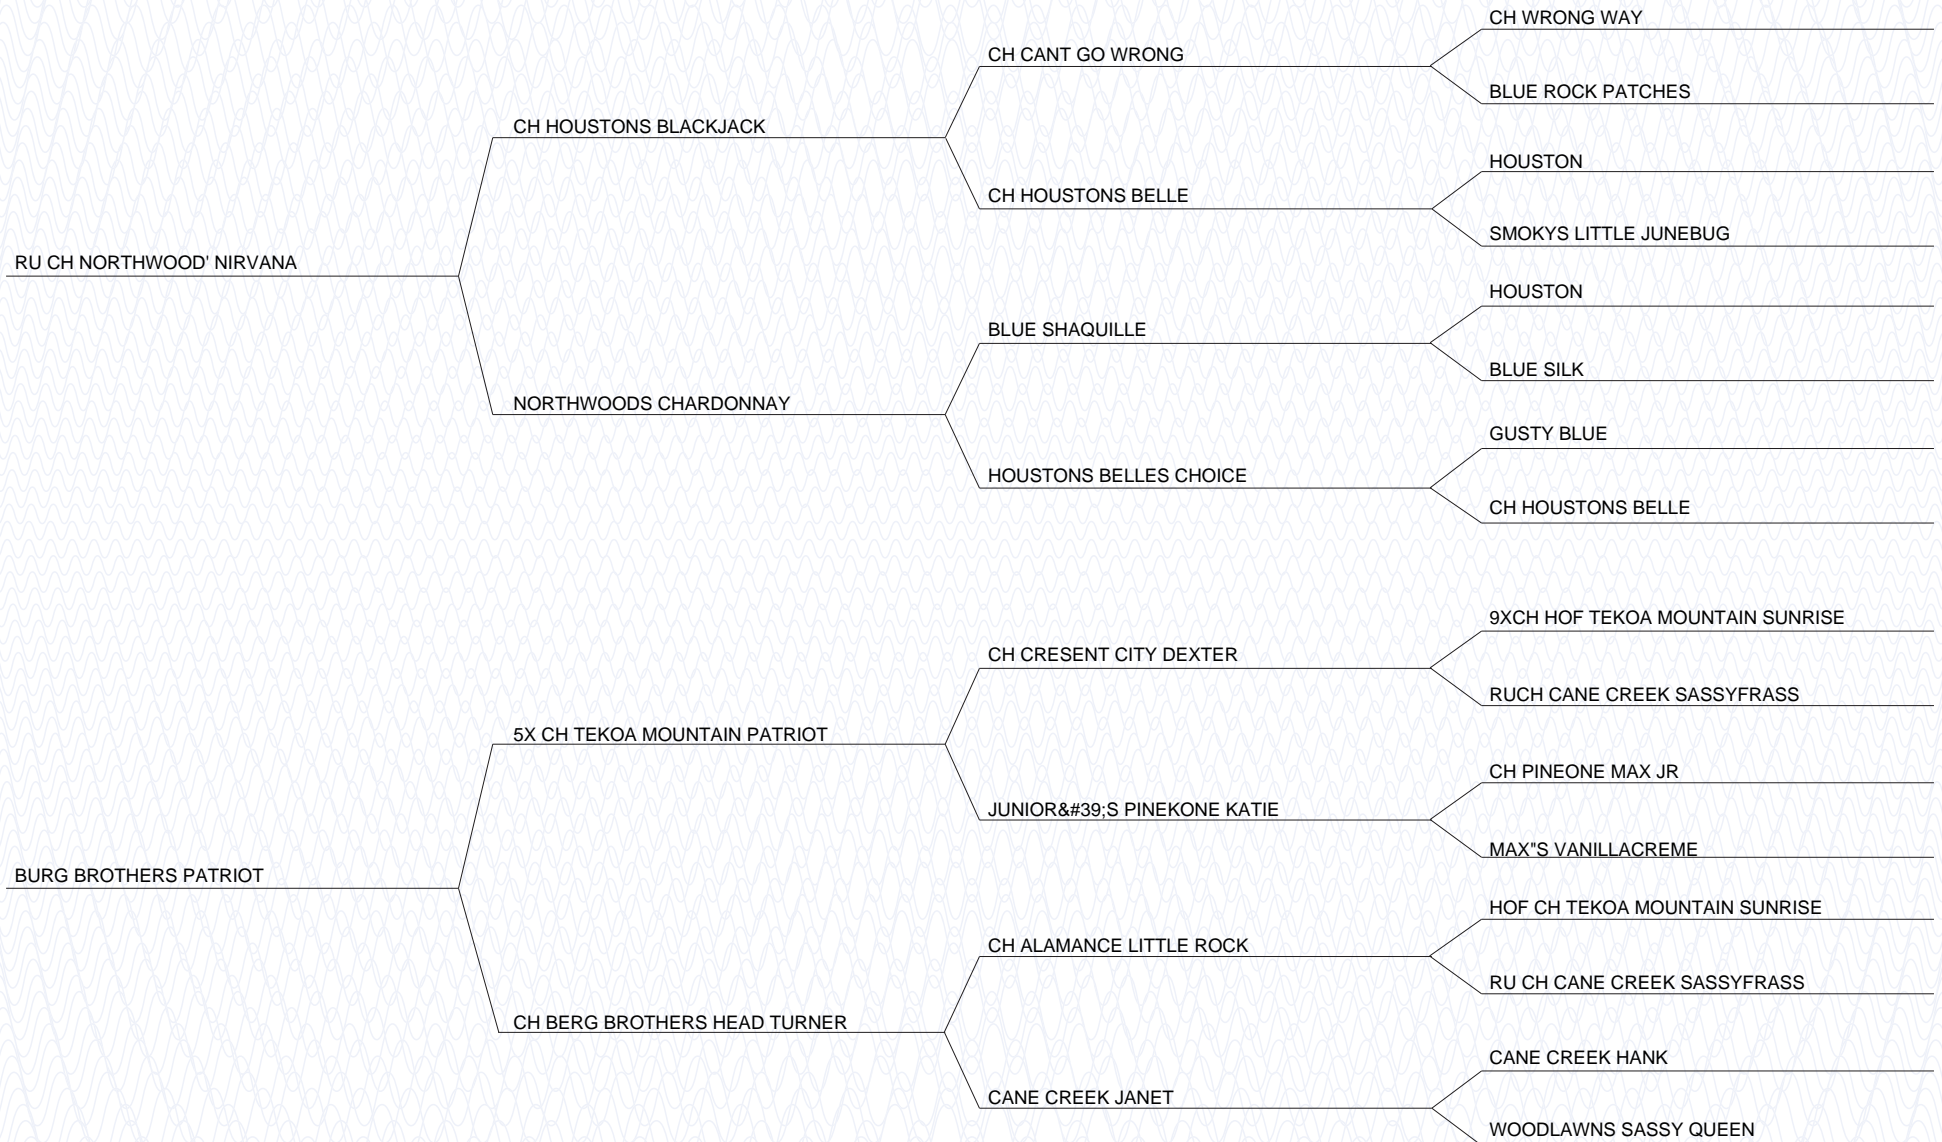 CH WRONG WAY
CH CANT GO WRONG
BLUE ROCK PATCHES
CH HOUSTONS BLACKJACK
HOUSTON
CH HOUSTONS BELLE
SMOKYS LITTLE JUNEBUG
RU CH NORTHWOOD' NIRVANA
HOUSTON
BLUE SHAQUILLE
BLUE SILK
NORTHWOODS CHARDONNAY
GUSTY BLUE
HOUSTONS BELLES CHOICE
CH HOUSTONS BELLE
9XCH HOF TEKOA MOUNTAIN SUNRISE
CH CRESENT CITY DEXTER
RUCH CANE CREEK SASSYFRASS
5X CH TEKOA MOUNTAIN PATRIOT
CH PINEONE MAX JR
JUNIOR&#39;S PINEKONE KATIE
MAX"S VANILLACREME
BURG BROTHERS PATRIOT
HOF CH TEKOA MOUNTAIN SUNRISE
CH ALAMANCE LITTLE ROCK
RU CH CANE CREEK SASSYFRASS
CH BERG BROTHERS HEAD TURNER
CANE CREEK HANK
CANE CREEK JANET
WOODLAWNS SASSY QUEEN